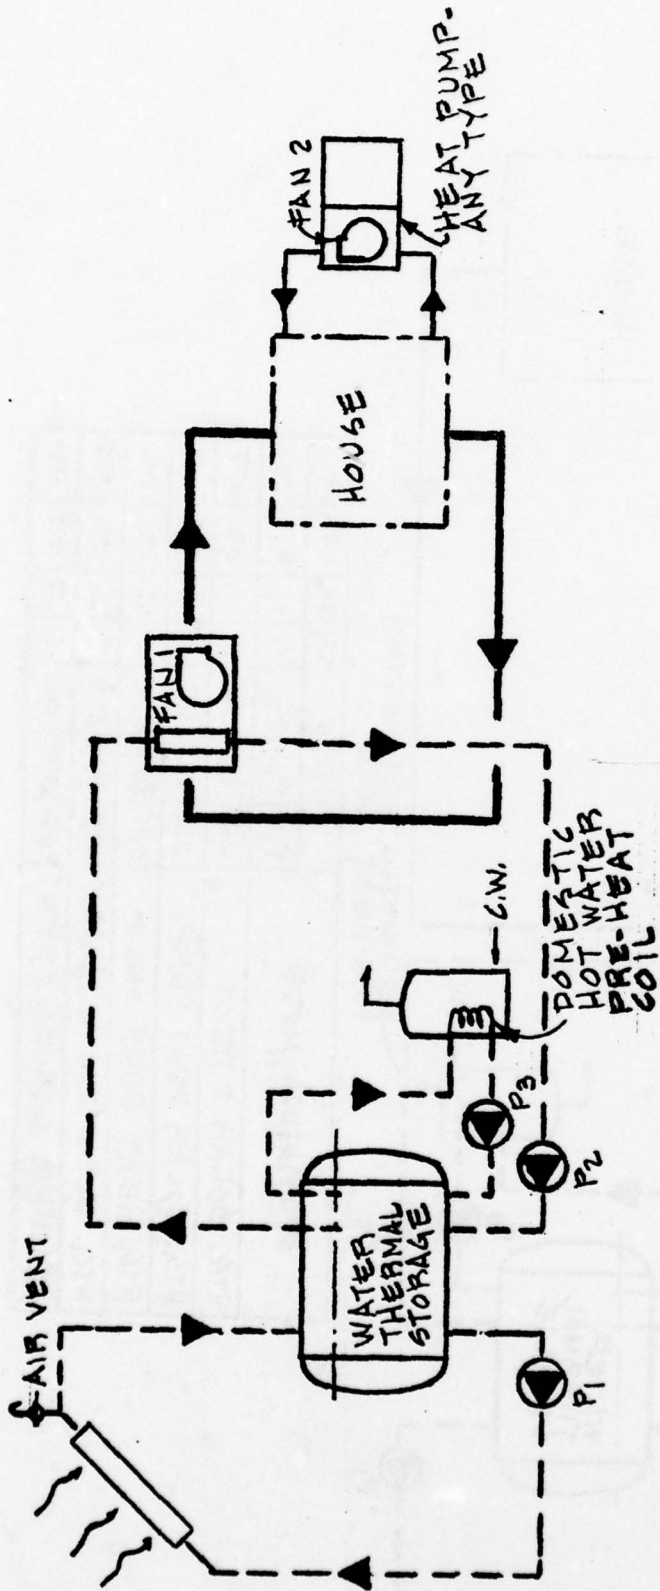 AIR VENT
WATER
THERMAL
STORAGE
P1
P2
P3
C.W.
DOMESTIC
HOT WATER
PRE-HEAT
COIL
FAN 1
HOUSE
FAN 2
HEAT PUMP-
ANY TYPE